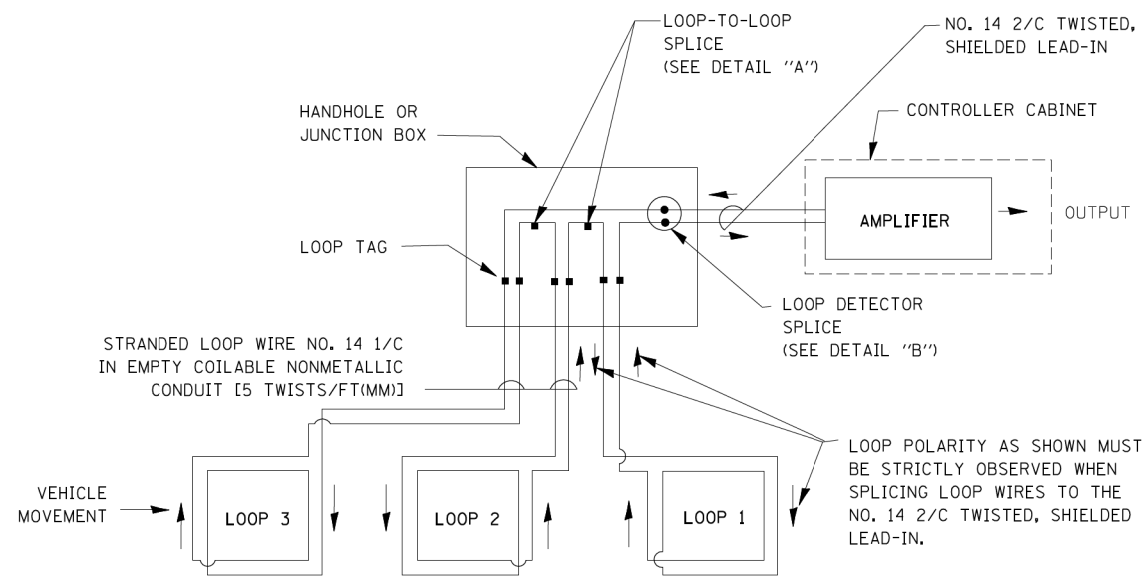 LOOP-TO-LOOP
SPLICE
(SEE DETAIL "A")
NO. 14 2/C TWISTED,
SHIELDED LEAD-IN
HANDHOLE OR
JUNCTION BOX
CONTROLLER CABINET
AMPLIFIER
OUTPUT
LOOP TAG
LOOP DETECTOR
SPLICE
(SEE DETAIL "B")
STRANDED LOOP WIRE NO. 14 1/C
IN EMPTY COILABLE NONMETALLIC
CONDUIT [5 TWISTS/FT(MM)]
LOOP POLARITY AS SHOWN MUST
BE STRICTLY OBSERVED WHEN
SPLICING LOOP WIRES TO THE
NO. 14 2/C TWISTED, SHIELDED
LEAD-IN.
VEHICLE
MOVEMENT
LOOP 3
LOOP 2
LOOP 1